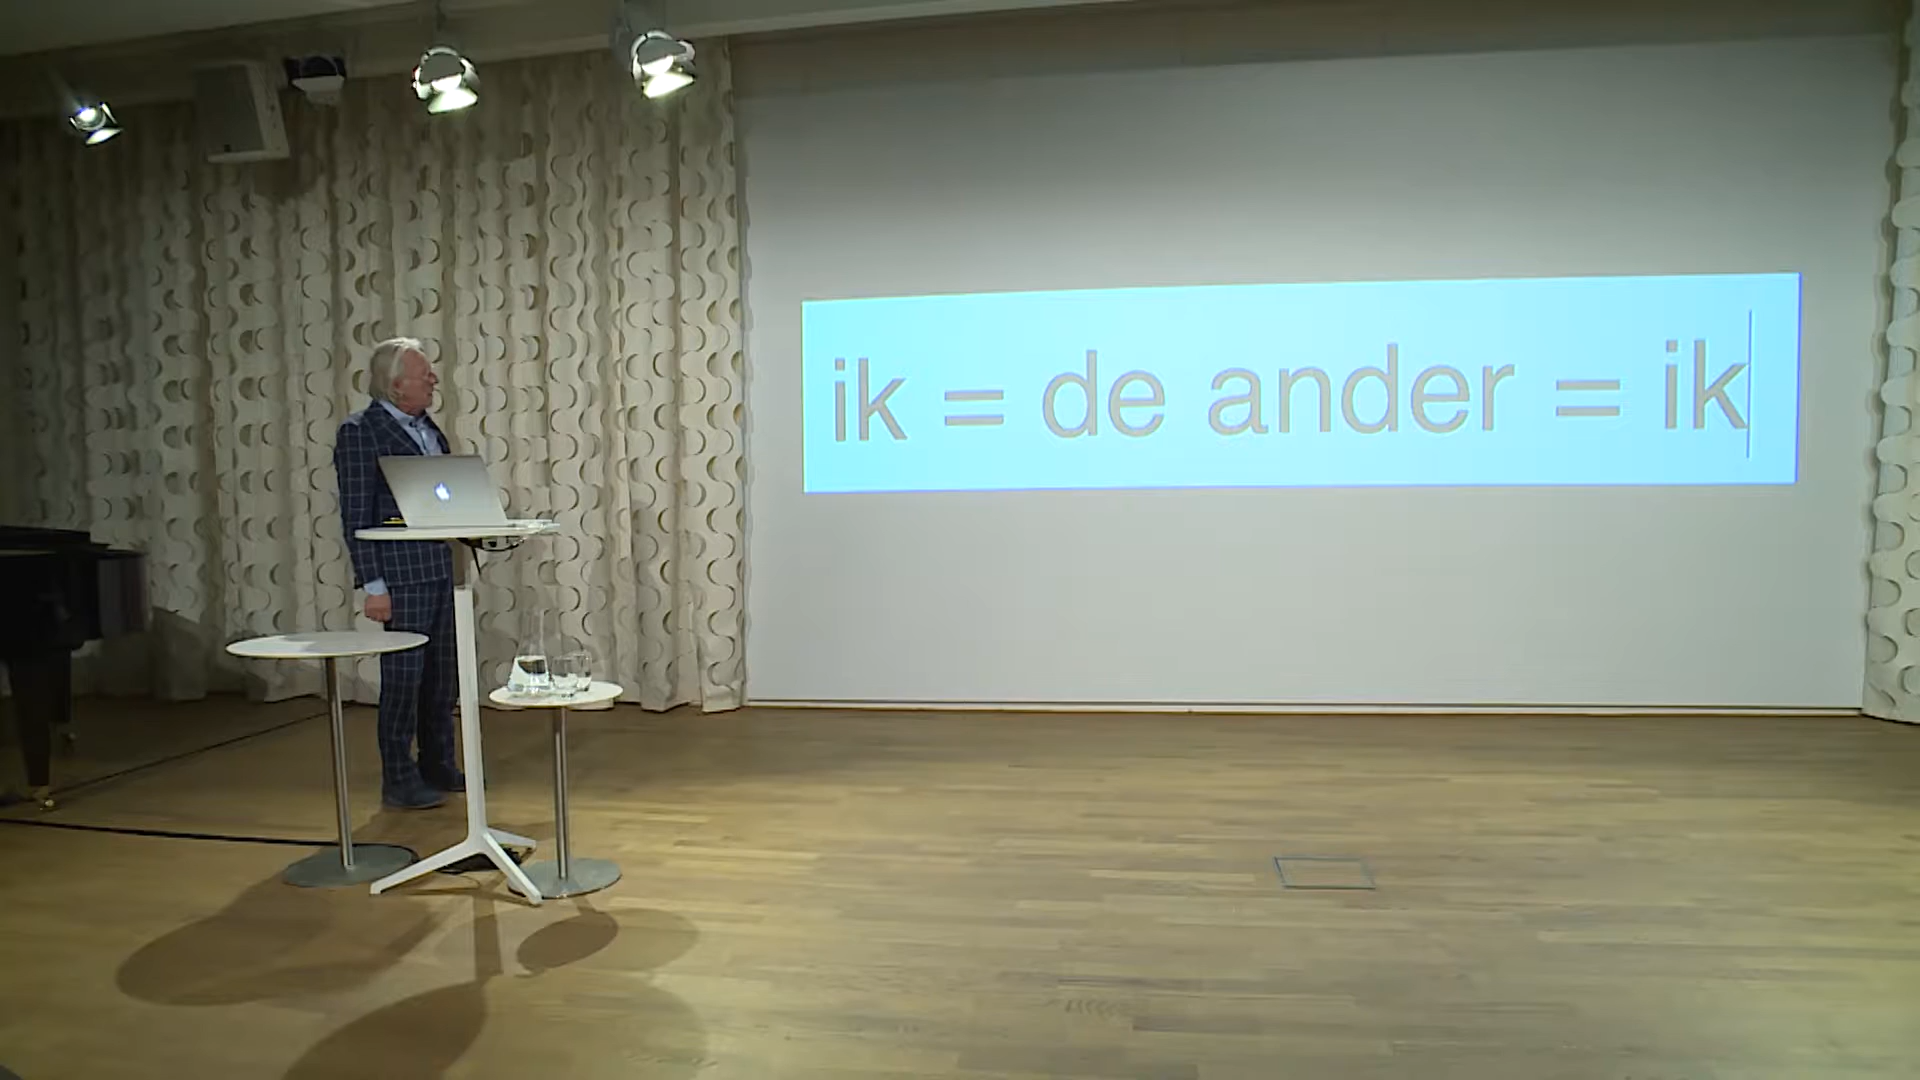 ik = de ander = ik